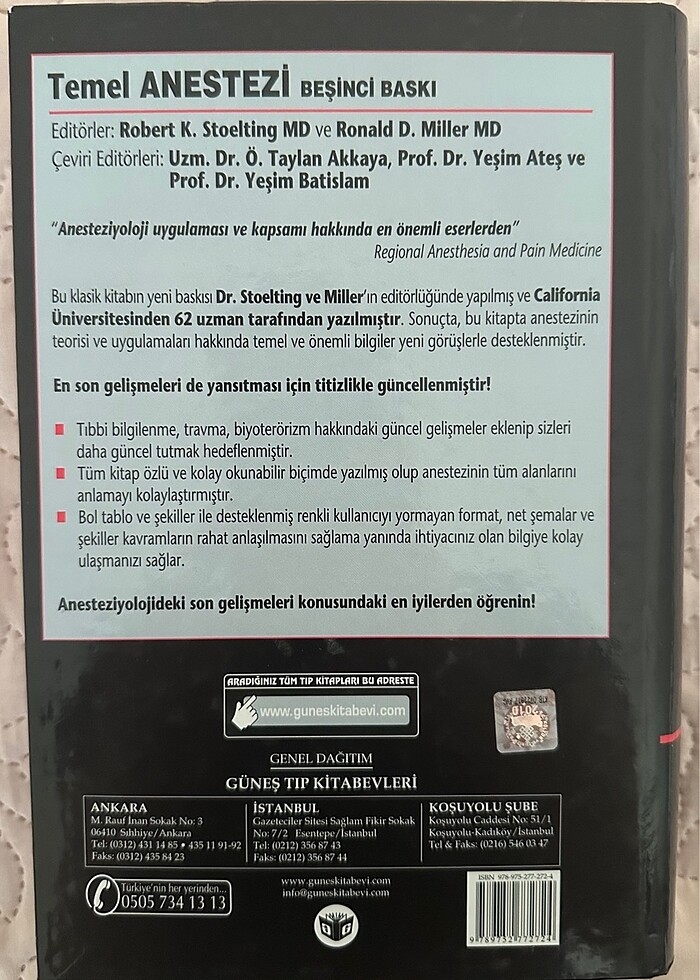 Temel ANESTEZİ BEŞİNCİ BASKI
Editörler: Robert K. Stoelting MD ve Ronald D. Miller MD
Çeviri Editörleri: Uzm. Dr. Ö. Taylan Akkaya, Prof. Dr. Yeşim Ateş ve
Prof. Dr. Yeşim Batislam
"Anesteziyoloji uygulaması ve kapsamı hakkında en önemli eserlerden"
Regional Anesthesia and Pain Medicine
Bu klasik kitabın yeni baskısı Dr. Stoelting ve Miller'ın editörlüğünde yapılmış ve California
Üniversitesinden 62 uzman tarafından yazılmıştır. Sonuçta, bu kitapta anestezinin
teorisi ve uygulamaları hakkında temel ve önemli bilgiler yeni görüşlerle desteklenmiştir.
En son gelişmeleri de yansıtması için titizlikle güncellenmiştir!
Tıbbi bilgilenme, travma, biyoterörizm hakkındaki güncel gelişmeler eklenip sizleri
daha güncel tutmak hedeflenmiştir.
Tüm kitap özlü ve kolay okunabilir biçimde yazılmış olup anestezinin tüm alanlarını
anlamayı kolaylaştırmıştır.
Bol tablo ve şekiller ile desteklenmiş renkli kullanıcıyı yormayan format, net şemalar ve
şekiller kavramların rahat anlaşılmasını sağlama yanında ihtiyacınız olan bilgiye kolay
ulaşmanızı sağlar.
Anesteziyolojideki son gelişmeleri konusundaki en iyilerden öğrenin!
ARADIĞINIZ TÜM TIP KİTAPLARI BU ADRESTE
www.guneskitabevi.com
GENEL DAĞITIM
GÜNEŞ TIP KİTABEVLERİ
ANKARA
M. Rauf İnan Sokak No: 3
06410 Sıhhiye/Ankara
Tel: (0312) 431 14 85 • 435 11 91-92
Faks: (0312) 435 84 23
İSTANBUL
Gazeteciler Sitesi Sağlam Fikir Sokak
No: 7/2 Esentepe/İstanbul
Tel: (0212) 356 87 43
Faks: (0212) 356 87 44
KOŞUYOLU ŞUBE
Koşuyolu Caddesi No: 51/1
Koşuyolu-Kadıköy/İstanbul
Tel & Faks: (0216) 546 03 47
Türkiye'nin her yerinden...
0505 734 13 13
www.guneskitabevi.com
info@guneskitabevi.com
ISBN 978-975-277-272-4
9 789752 772724